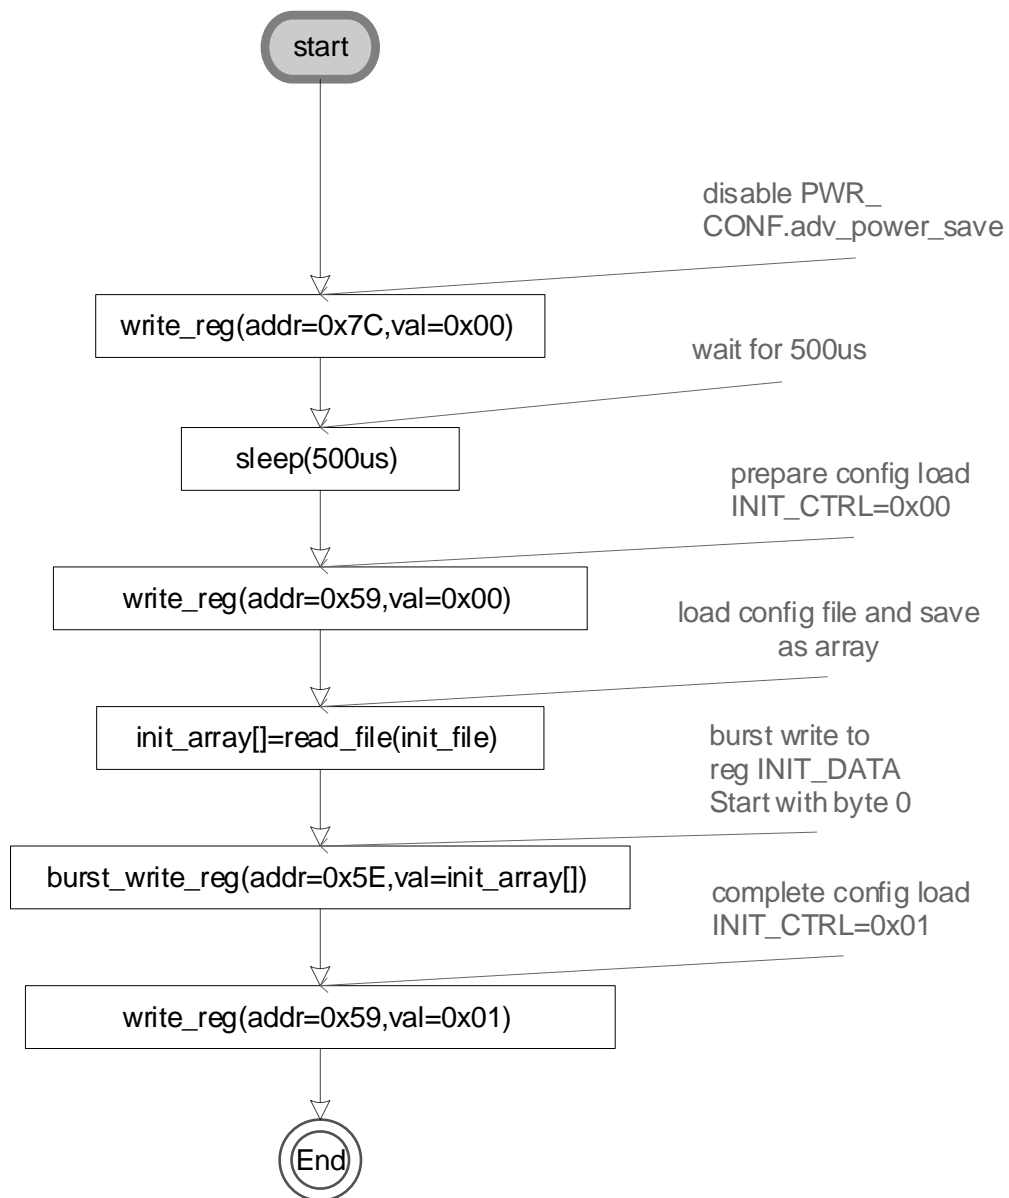 start
disable PWR_
CONF.adv_power_save
write_reg(addr=0x7C,val=0x00)
wait for 500us
sleep(500us)
prepare config load
INIT_CTRL=0x00
write_reg(addr=0x59,val=0x00)
load config file and save
as array
init_array[]=read_file(init_file)
burst write to
reg INIT_DATA
Start with byte 0
burst_write_reg(addr=0x5E,val=init_array[])
complete config load
INIT_CTRL=0x01
write_reg(addr=0x59,val=0x01)
End